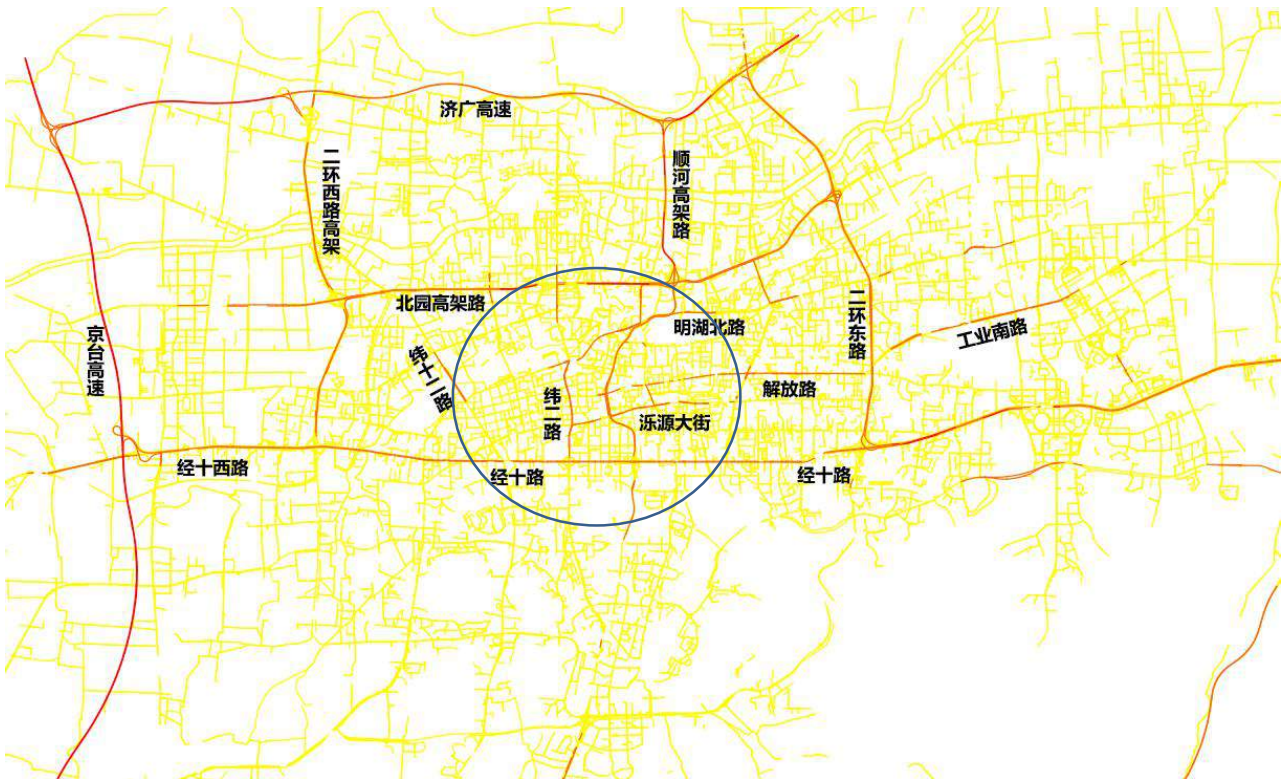 济广高速
二环西路高架
顺河高架路
北园高架路
明湖北路
二环东路
工业南路
京台高速
纬十二路
纬二路
解放路
泺源大街
经十西路
经十路
经十路